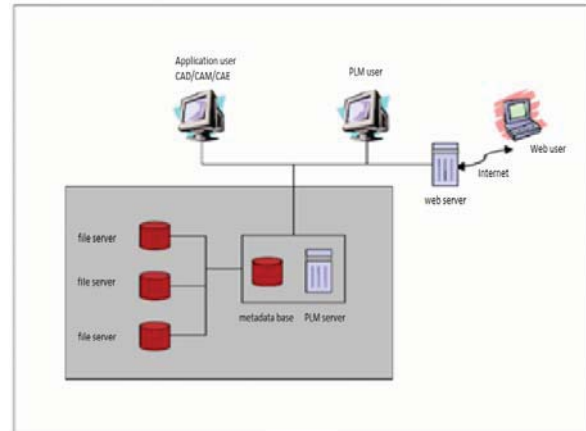 Application user
CAD/CAM/CAE
PLM user
Web user
Internet
web server
file server
file server
file server
metadata base
PLM server